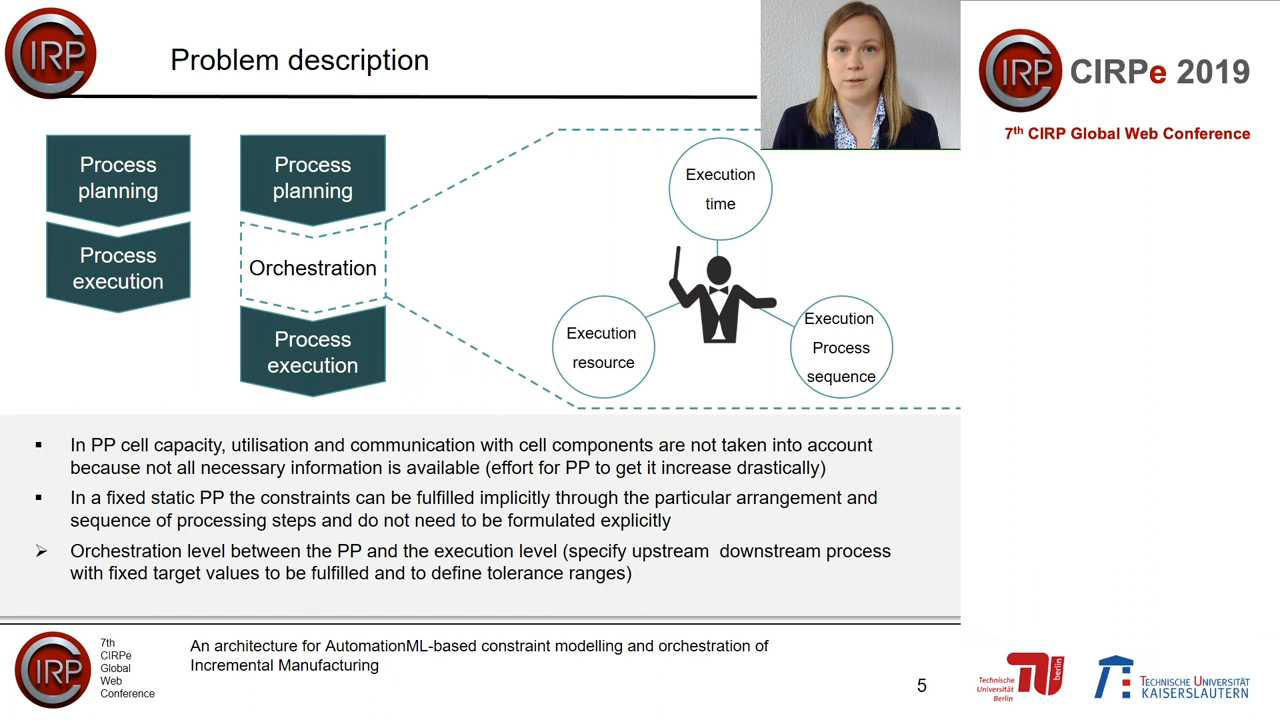 CIRP
Problem description
CIRP
CIRPe 2019
7th CIRP Global Web Conference
Process
planning
Process
execution
Process
planning
Orchestration
Process
execution
Execution
time
Execution
resource
Execution
Process
sequence
▪ In PP cell capacity, utilisation and communication with cell components are not taken into account
because not all necessary information is available (effort for PP to get it increase drastically)
▪ In a fixed static PP the constraints can be fulfilled implicitly through the particular arrangement and
sequence of processing steps and do not need to be formulated explicitly
➢ Orchestration level between the PP and the execution level (specify upstream  downstream process
with fixed target values to be fulfilled and to define tolerance ranges)
CIRP
7th
CIRPe
Global
Web
Conference
An architecture for AutomationML-based constraint modelling and orchestration of
Incremental Manufacturing
5
Technische
Universität
Berlin
berlin
TECHNISCHE UNIVERSITÄT
KAISERSLAUTERN